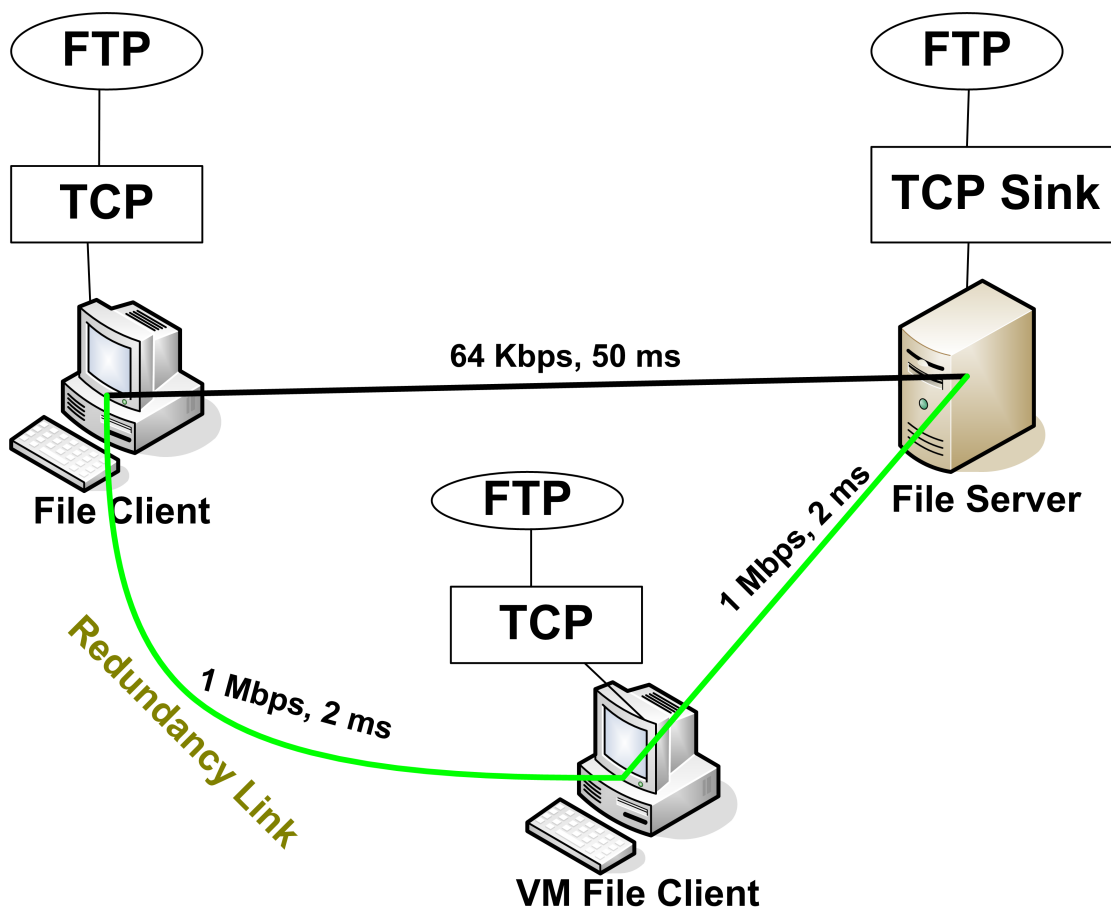 FTP
FTP
TCP
TCP Sink
64 Kbps, 50 ms
File Client
File Server
FTP
1 Mbps, 2 ms
TCP
Redundancy Link
1 Mbps, 2 ms
VM File Client